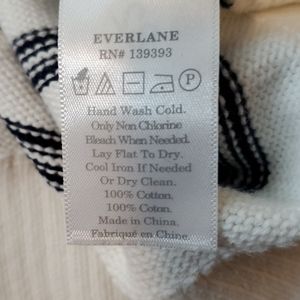 EVERLANE
RN# 139393
P
Hand Wash Cold.
Only Non Chlorine
Bleach When Needed.
Lay Flat To Dry.
Cool Iron If Needed
Or Dry Clean.
100% Cotton.
100% Coton.
Made in China.
Fabriqué en Chine